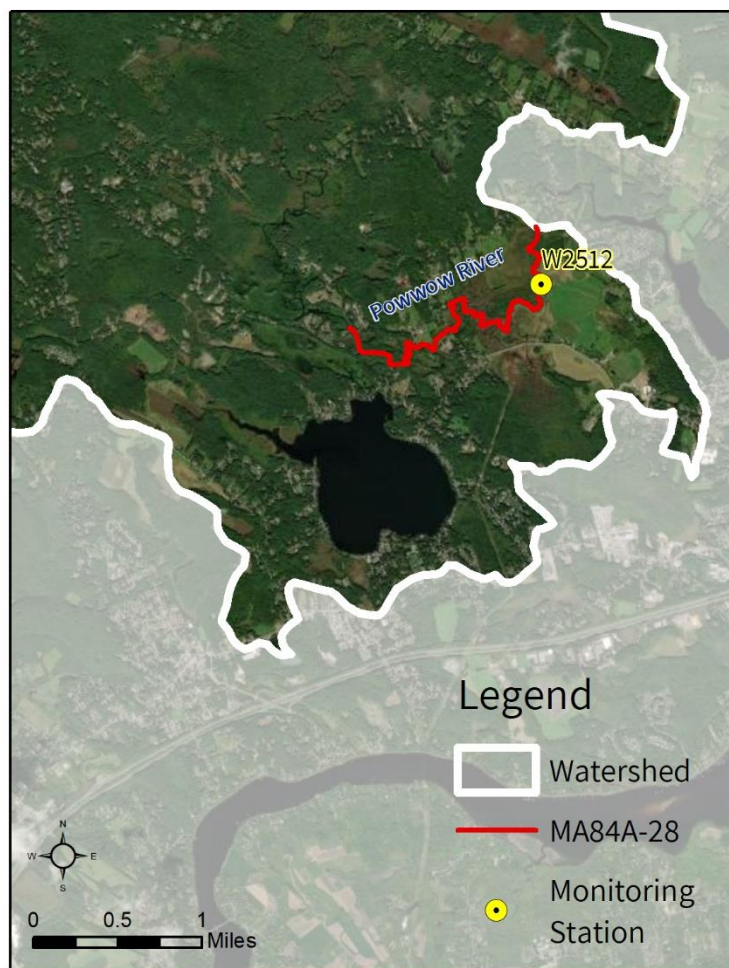 W2512
Powwow River
Legend
Watershed
MA84A-28
Monitoring
Station
N
W E
S
0 0.5 1
Miles